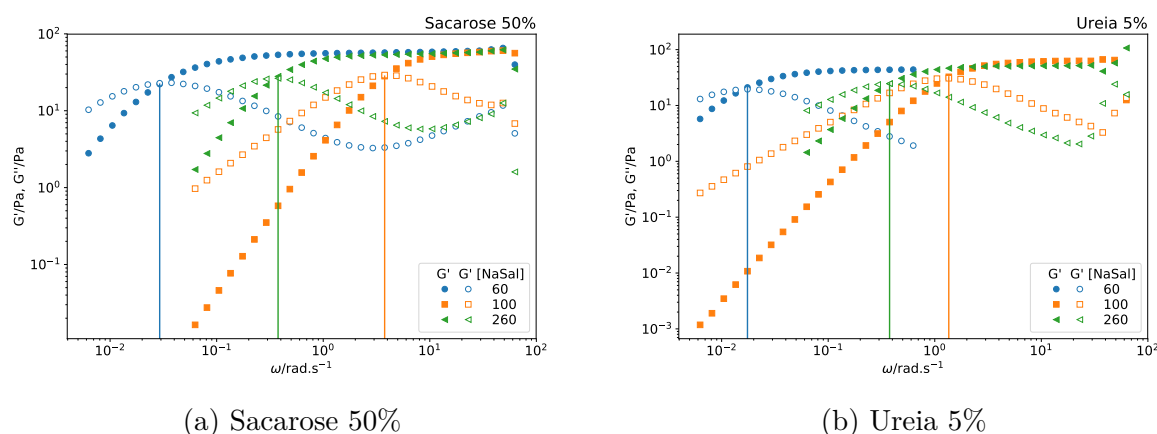 Sacarose 50%
10²
10¹
10⁰
10⁻¹
G'/Pa, G''/Pa
G' G' [NaSal]
60
100
260
10⁻² 10⁻¹ 10⁰ 10¹ 10²
ω/rad.s⁻¹
(a) Sacarose 50%
Ureia 5%
10²
10¹
10⁰
10⁻¹
10⁻²
10⁻³
G'/Pa, G''/Pa
G' G' [NaSal]
60
100
260
10⁻² 10⁻¹ 10⁰ 10¹ 10²
ω/rad.s⁻¹
(b) Ureia 5%